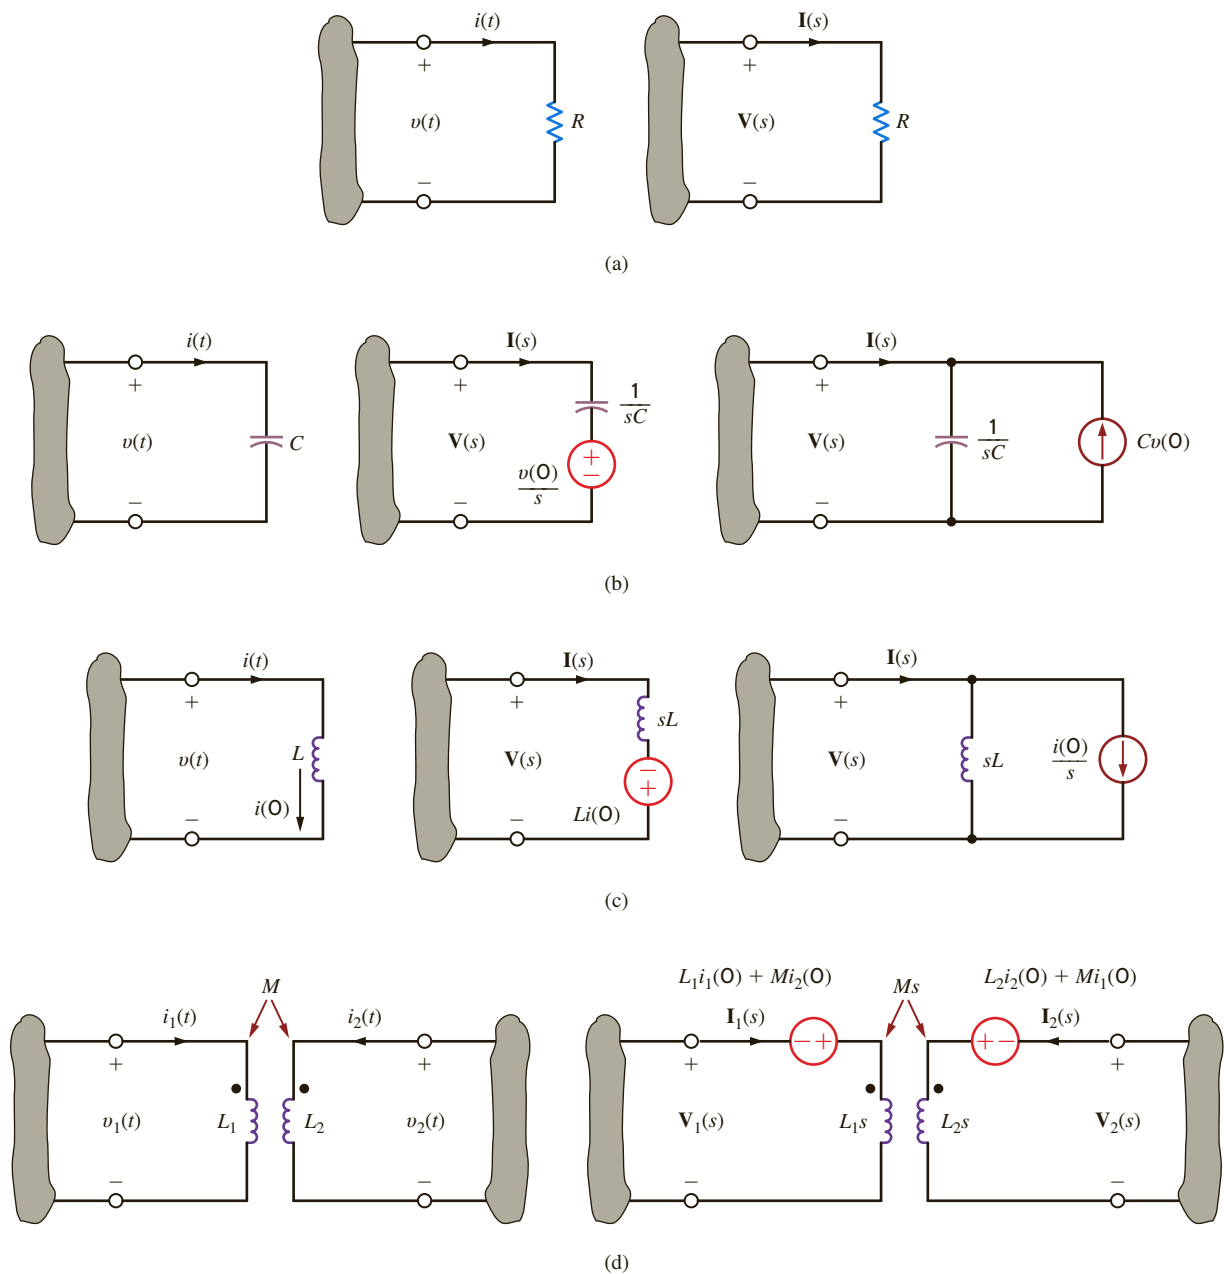 i(t) I(s)
+ +
v(t) R V(s) R
− −
(a)
i(t) I(s) I(s)
+ + +
1/sC
v(t) C V(s) V(s) 1/sC Cv(0)
+
−
v(0)/s
− − −
(b)
i(t) I(s) I(s)
+ + +
sL
v(t) L V(s) V(s) sL i(0)/s
−
+
i(0) Li(0)
− − −
(c)
L₁i₁(0) + Mi₂(0) L₂i₂(0) + Mi₁(0)
M Ms
i₁(t) i₂(t) I₁(s) I₂(s)
− + + −
+ + + +
v₁(t) L₁ L₂ v₂(t) V₁(s) L₁s L₂s V₂(s)
− − − −
(d)